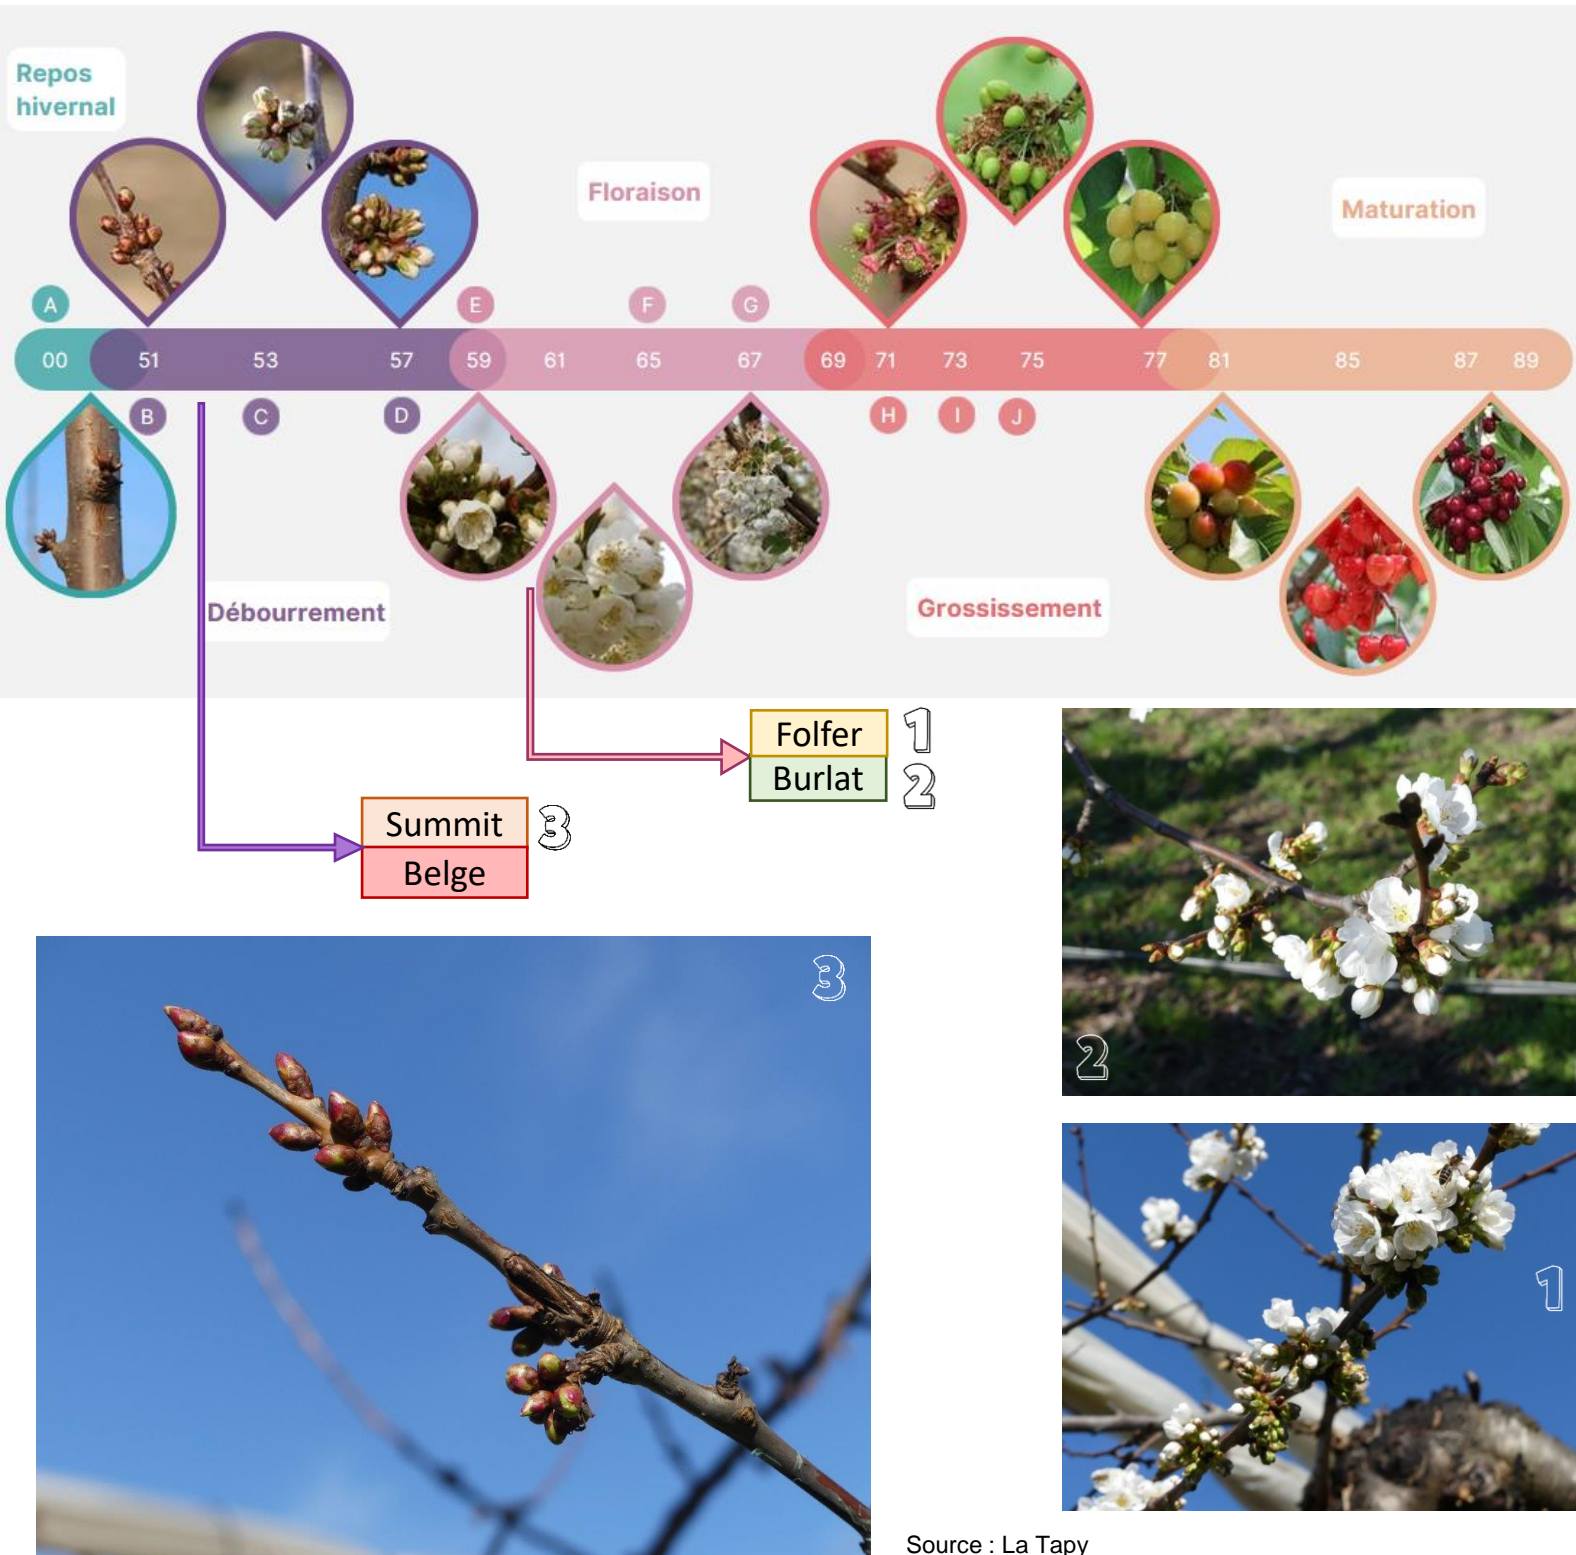 Repos
hivernal
Floraison
Maturation
A
E
F
G
00
51
53
57
59
61
65
67
69
71
73
75
77
81
85
87
89
B
C
D
H
I
J
Débourrement
Grossissement
Folfer
1
Burlat
2
Summit
3
Belge
3
2
1
Source : La Tapy